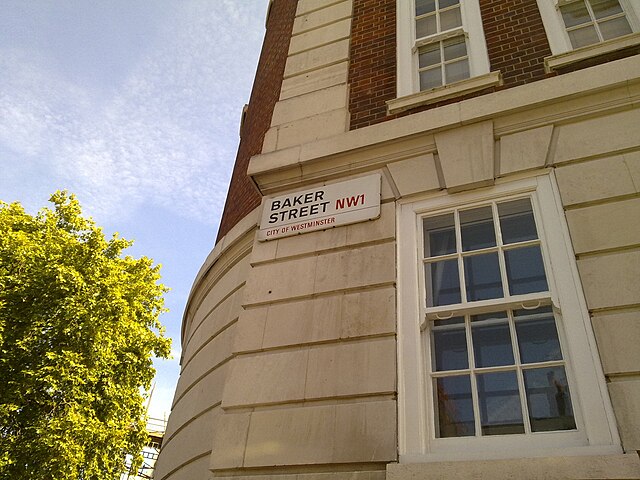 BAKER
STREET NW1
CITY OF WESTMINSTER